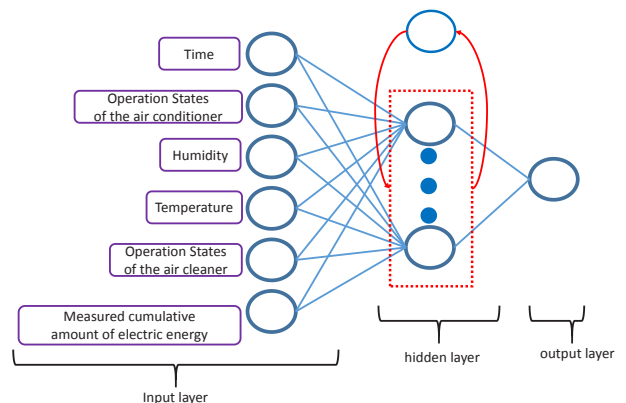 Time
Operation States
of the air conditioner
Humidity
Temperature
Operation States
of the air cleaner
Measured cumulative
amount of electric energy
Input layer
hidden layer
output layer